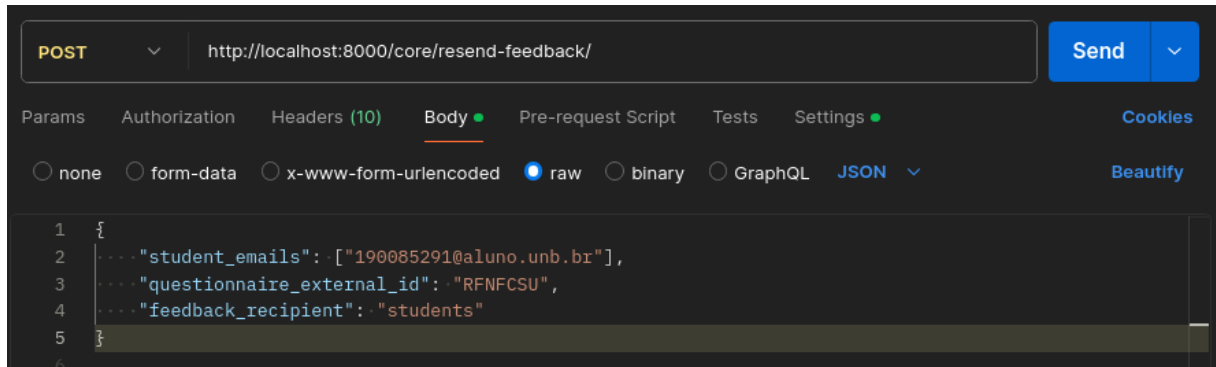 POST http://localhost:8000/core/resend-feedback/ Send
Params Authorization Headers (10) Body Pre-request Script Tests Settings Cookies
none form-data x-www-form-urlencoded raw binary GraphQL JSON Beautify
1 {
2 "student_emails": ["190085291@aluno.unb.br"],
3 "questionnaire_external_id": "RFNFCSU",
4 "feedback_recipient": "students"
5 }
6